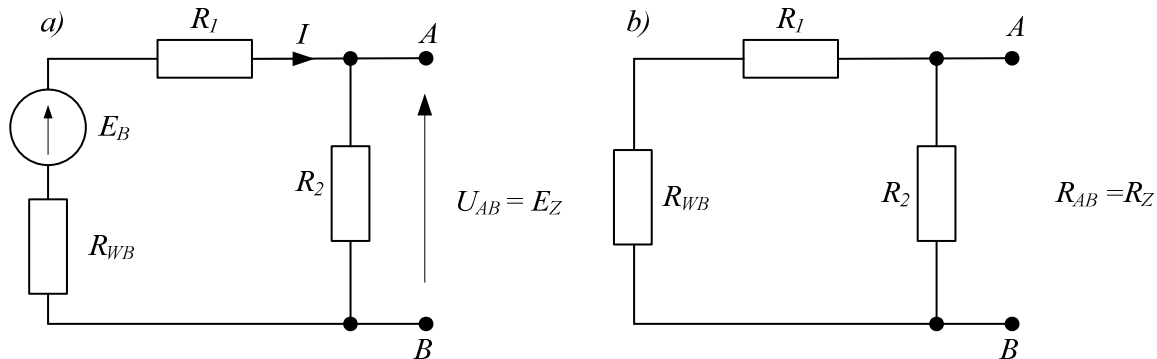 a)
R1
I
A
EB
R2
UAB = EZ
RWB
B
b)
R1
A
RWB
R2
RAB =RZ
B